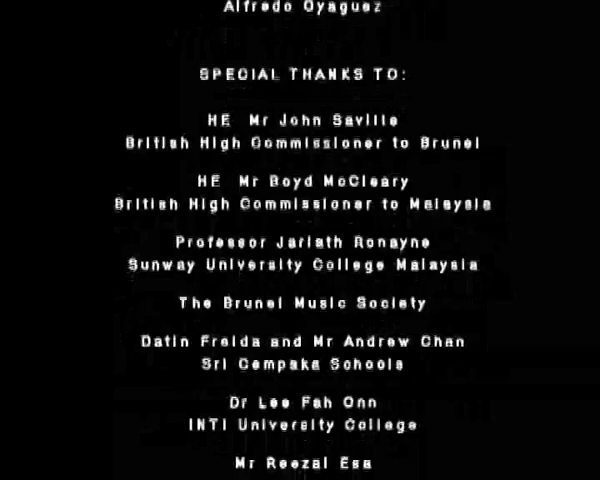 Alfredo Oyaguez
SPECIAL THANKS TO:
HE Mr John Saville
British High Commissioner to Brunei
HE Mr Boyd McCleary
British High Commissioner to Malaysia
Professor Jarlath Ronayne
Sunway University College Malaysia
The Brunei Music Society
Datin Freida and Mr Andrew Chan
Sri Cempaka Schools
Dr Lee Fah Onn
INTI University College
Mr Reezal Esa